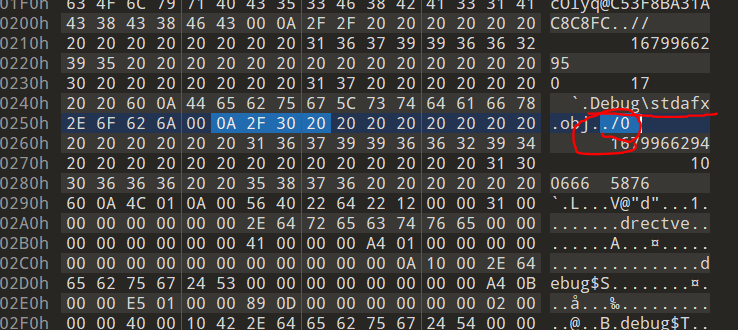 01F0h: 63 4F 6C 79 71 40 43 35 33 46 38 42 41 33 31 41 cOlyq@C53F8BA31A
0200h: 43 38 43 38 46 43 00 0A 2F 2F 20 20 20 20 20 20 C8C8FC..//
0210h: 20 20 20 20 20 20 20 20 31 36 37 39 39 36 36 32 16799662
0220h: 39 35 20 20 20 20 20 20 20 20 20 20 20 20 20 20 95
0230h: 30 20 20 20 20 20 20 20 31 37 20 20 20 20 20 20 0 17
0240h: 20 20 60 0A 44 65 62 75 67 5C 73 74 64 61 66 78 `.Debug\stdafx
0250h: 2E 6F 62 6A 00 0A 2F 30 20 20 20 20 20 20 20 20 .obj../0
0260h: 20 20 20 20 20 20 31 36 37 39 39 36 36 32 39 34 1679966294
0270h: 20 20 20 20 20 20 20 20 20 20 20 20 20 20 31 30 10
0280h: 30 36 36 36 20 20 35 38 37 36 20 20 20 20 20 20 0666 5876
0290h: 60 0A 4C 01 0A 00 56 40 22 64 22 12 00 00 31 00 `.L...V@"d"...1.
02A0h: 00 00 00 00 00 00 2E 64 72 65 63 74 76 65 00 00 .......drectve..
02B0h: 00 00 00 00 00 00 41 00 00 00 A4 01 00 00 00 00 ......A...¤.....
02C0h: 00 00 00 00 00 00 00 00 00 00 00 0A 10 00 2E 64 ...............d
02D0h: 65 62 75 67 24 53 00 00 00 00 00 00 00 00 A4 0B ebug$S........¤.
02E0h: 00 00 E5 01 00 00 89 0D 00 00 00 00 00 00 02 00 ..å...‰.........
00 00 40 00 10 42 2E 64 65 62 75 67 24 54 00 00 ..@..B.debug$T..